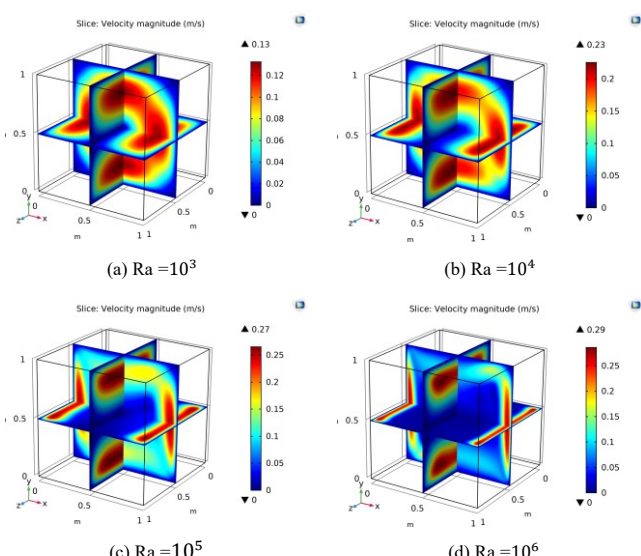 Slice: Velocity magnitude (m/s)
▲ 0.13
1
0.5
0
0.12
0.1
0.08
0.06
0.04
0.02
0
▼ 0
y
z
x
0
0.5
m
1
1
0.5
0
m
(a) Ra =10³
Slice: Velocity magnitude (m/s)
▲ 0.23
1
0.5
0
0.2
0.15
0.1
0.05
0
▼ 0
y
z
x
0
0.5
m
1
1
0.5
0
m
(b) Ra =10⁴
Slice: Velocity magnitude (m/s)
▲ 0.27
1
0.5
0
0.25
0.2
0.15
0.1
0.05
0
▼ 0
y
z
x
0
0.5
m
1
1
0.5
0
m
(c) Ra =10⁵
Slice: Velocity magnitude (m/s)
▲ 0.29
1
0.5
0
0.25
0.2
0.15
0.1
0.05
0
▼ 0
y
z
x
0
0.5
m
1
1
0.5
0
m
(d) Ra =10⁶